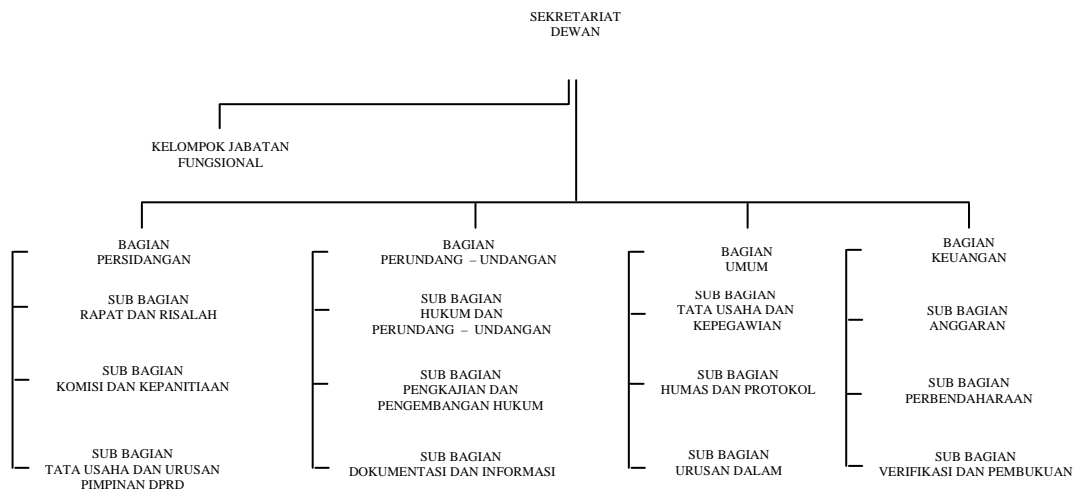 SEKRETARIAT
DEWAN
KELOMPOK JABATAN
FUNGSIONAL
BAGIAN
PERSIDANGAN
SUB BAGIAN
RAPAT DAN RISALAH
SUB BAGIAN
KOMISI DAN KEPANITIAAN
SUB BAGIAN
TATA USAHA DAN URUSAN
PIMPINAN DPRD
BAGIAN
PERUNDANG – UNDANGAN
SUB BAGIAN
HUKUM DAN
PERUNDANG – UNDANGAN
SUB BAGIAN
PENGKAJIAN DAN
PENGEMBANGAN HUKUM
SUB BAGIAN
DOKUMENTASI DAN INFORMASI
BAGIAN
UMUM
SUB BAGIAN
TATA USAHA DAN
KEPEGAWIAN
SUB BAGIAN
HUMAS DAN PROTOKOL
SUB BAGIAN
URUSAN DALAM
BAGIAN
KEUANGAN
SUB BAGIAN
ANGGARAN
SUB BAGIAN
PERBENDAHARAAN
SUB BAGIAN
VERIFIKASI DAN PEMBUKUAN